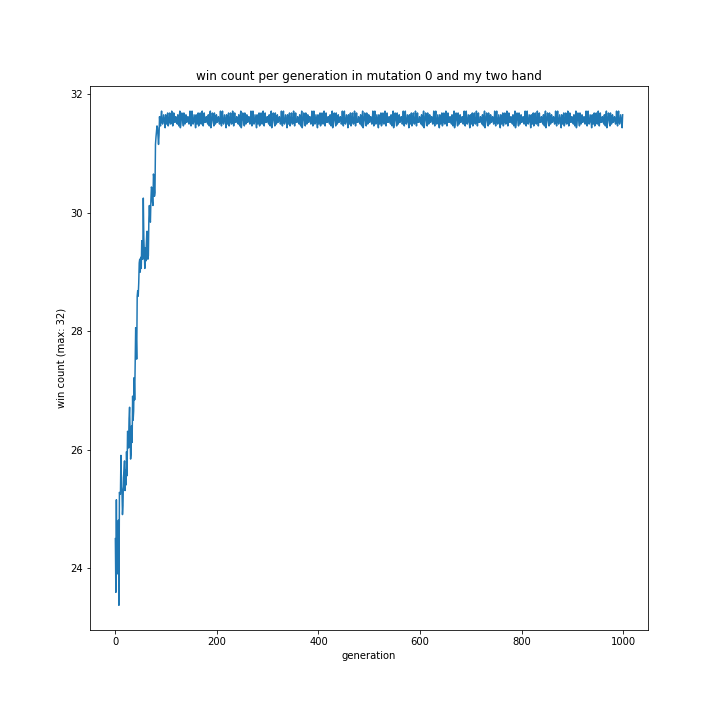 win count per generation in mutation 0 and my two hand
32
30
28
26
24
win count (max: 32)
0 200 400 600 800 1000
generation